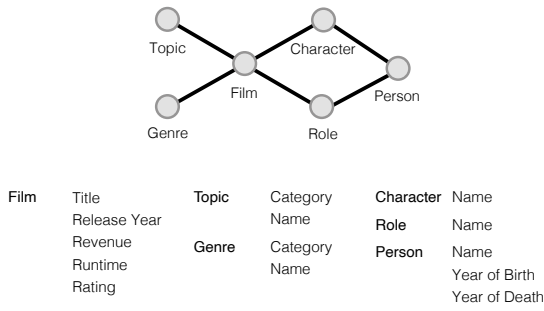 Topic
Character
Film
Person
Genre
Role
Film Title Topic Category Character Name
Release Year Name Role Name
Revenue Genre Category Person Name
Runtime Name Year of Birth
Rating Year of Death